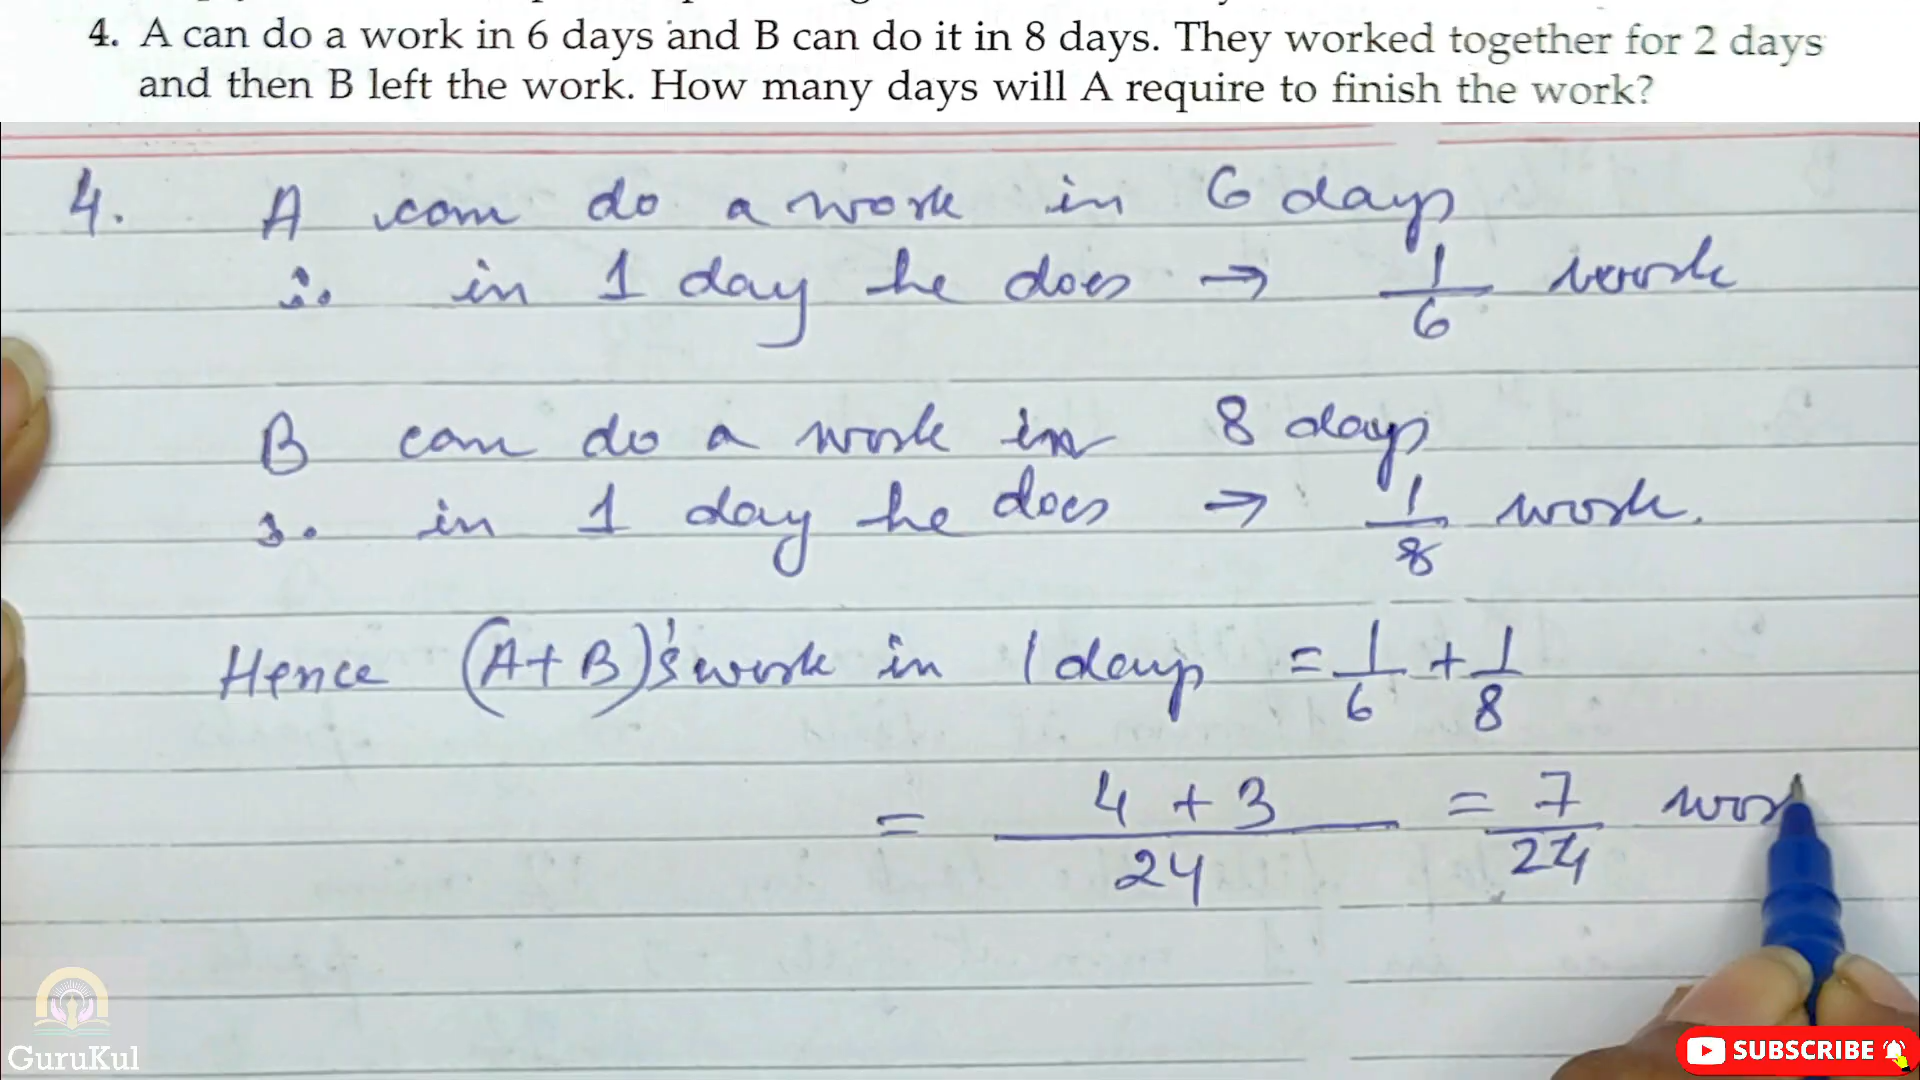 4. A can do a work in 6 days and B can do it in 8 days. They worked together for 2 days
and then B left the work. How many days will A require to finish the work?
4. A can do a work in 6 days
∴ in 1 day he does → 1/6 work
B can do a work in 8 days
∴ in 1 day he does → 1/8 work.
Hence (A+B)'s work in 1 day = 1/6 + 1/8
= 4 + 3 / 24 = 7/24 wor
GuruKul
SUBSCRIBE